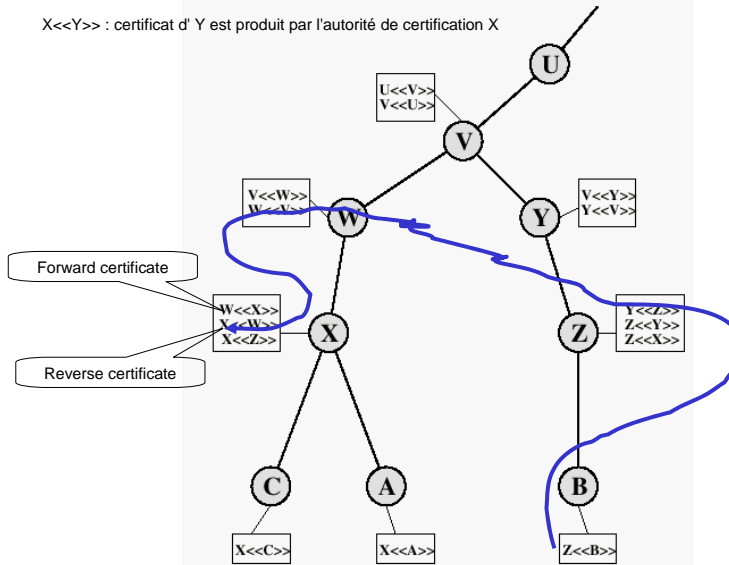 X<<Y>> : certificat d' Y est produit par l'autorité de certification X
U
U<<V>>
V<<U>>
V
V<<W>>
W<<V>>
W
Y
V<<Y>>
Y<<V>>
Forward certificate
W<<X>>
X<<W>>
X<<Z>>
X
Z
Y<<Z>>
Z<<Y>>
Z<<X>>
Reverse certificate
C
A
B
X<<C>>
X<<A>>
Z<<B>>